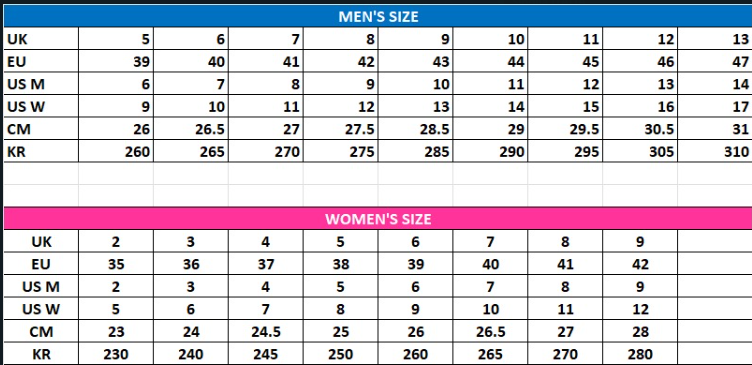 MEN'S SIZE
UK 5 6 7 8 9 10 11 12 13
EU 39 40 41 42 43 44 45 46 47
US M 6 7 8 9 10 11 12 13 14
US W 9 10 11 12 13 14 15 16 17
CM 26 26.5 27 27.5 28.5 29 29.5 30.5 31
KR 260 265 270 275 285 290 295 305 310
WOMEN'S SIZE
UK 2 3 4 5 6 7 8 9
EU 35 36 37 38 39 40 41 42
US M 2 3 4 5 6 7 8 9
US W 5 6 7 8 9 10 11 12
CM 23 24 24.5 25 26 26.5 27 28
KR 230 240 245 250 260 265 270 280